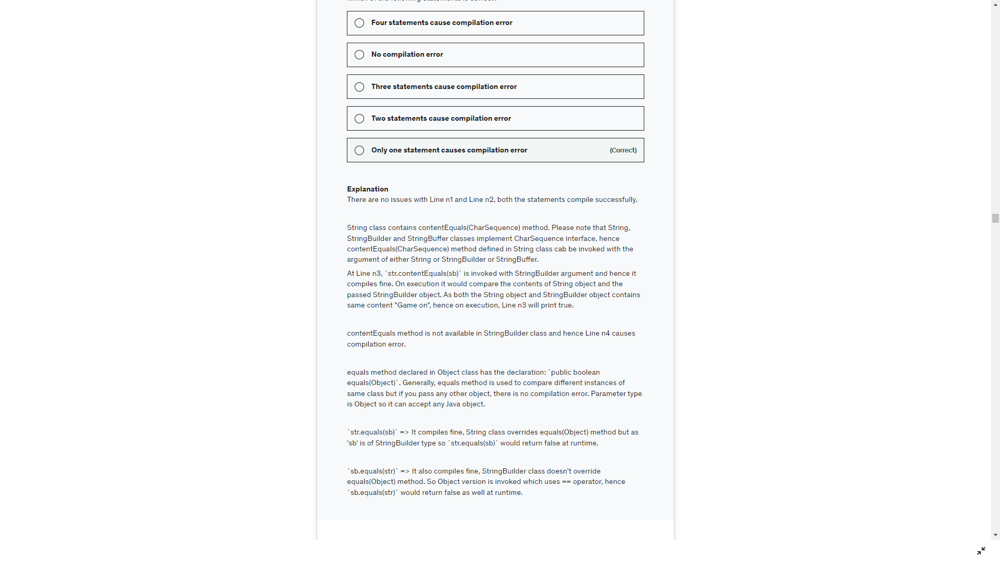 Four statements cause compilation error
No compilation error
Three statements cause compilation error
Two statements cause compilation error
Only one statement causes compilation error (Correct)
Explanation
There are no issues with Line n1 and Line n2, both the statements compile successfully.
String class contains contentEquals(CharSequence) method. Please note that String,
StringBuilder and StringBuffer classes implement CharSequence interface, hence
contentEquals(CharSequence) method defined in String class cab be invoked with the
argument of either String or StringBuilder or StringBuffer.
At Line n3, `str.contentEquals(sb)` is invoked with StringBuilder argument and hence it
compiles fine. On execution it would compare the contents of String object and the
passed StringBuilder object. As both the String object and StringBuilder object contains
same content "Game on", hence on execution, Line n3 will print true.
contentEquals method is not available in StringBuilder class and hence Line n4 causes
compilation error.
equals method declared in Object class has the declaration: `public boolean
equals(Object)`. Generally, equals method is used to compare different instances of
same class but if you pass any other object, there is no compilation error. Parameter type
is Object so it can accept any Java object.
`str.equals(sb)` => It compiles fine, String class overrides equals(Object) method but as
'sb' is of StringBuilder type so `str.equals(sb)` would return false at runtime.
`sb.equals(str)` => It also compiles fine, StringBuilder class doesn't override
equals(Object) method. So Object version is invoked which uses == operator, hence
`sb.equals(str)` would return false as well at runtime.